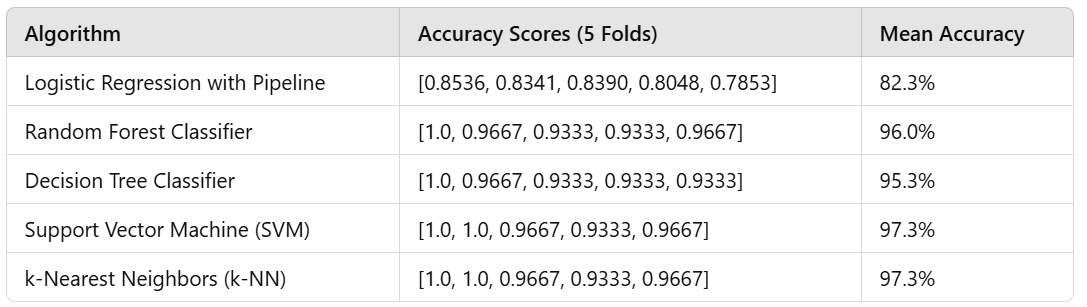 Algorithm Accuracy Scores (5 Folds) Mean Accuracy
Logistic Regression with Pipeline [0.8536, 0.8341, 0.8390, 0.8048, 0.7853] 82.3%
Random Forest Classifier [1.0, 0.9667, 0.9333, 0.9333, 0.9667] 96.0%
Decision Tree Classifier [1.0, 0.9667, 0.9333, 0.9333, 0.9333] 95.3%
Support Vector Machine (SVM) [1.0, 1.0, 0.9667, 0.9333, 0.9667] 97.3%
k-Nearest Neighbors (k-NN) [1.0, 1.0, 0.9667, 0.9333, 0.9667] 97.3%